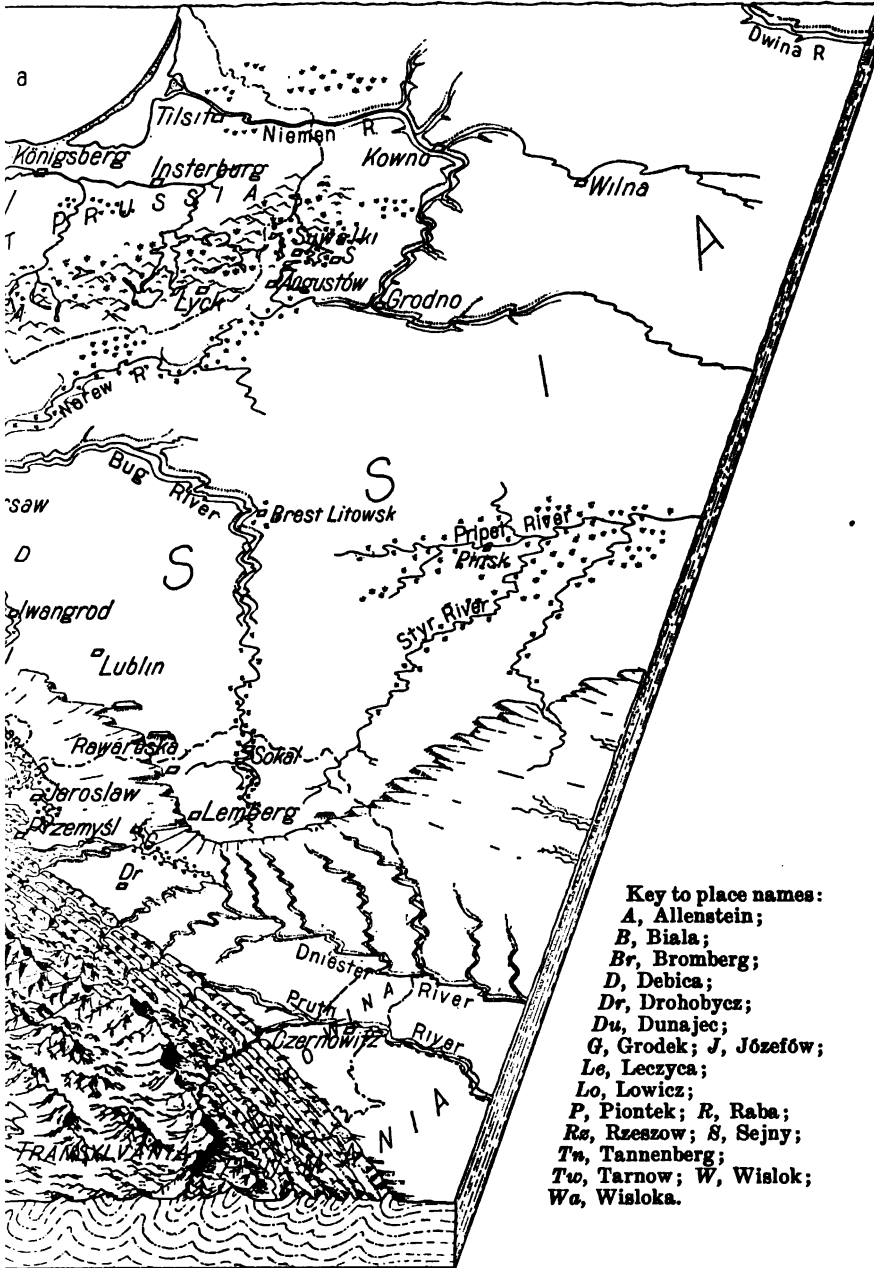 Dwina R
a
Tilsit
Niemen R.
Königsberg
Insterburg
Kowno
Wilna
P R U S S I A
A
T
Suwalki
S
Augustów
Lyck
Grodno
A
I
Narew R
Bug River
S
Brest Litowsk
rsaw
Pripet River
Pinsk
D
S
Iwangrod
Styr River
Lublin
Rawaruska
Sokal
Jaroslaw
Lemberg
Przemyśl
G
Dr
Dniester River
Pruth River
Czernowitz
TRANSYLVANIA
M A NIA
Key to place names:
A, Allenstein;
B, Biala;
Br, Bromberg;
D, Debica;
Dr, Drohobycz;
Du, Dunajec;
G, Grodek; J, Józefów;
Le, Leczyca;
Lo, Lowicz;
P, Piontek; R, Raba;
Rz, Rzeszow; S, Sejny;
Tn, Tannenberg;
Tw, Tarnow; W, Wislok;
Wa, Wisloka.